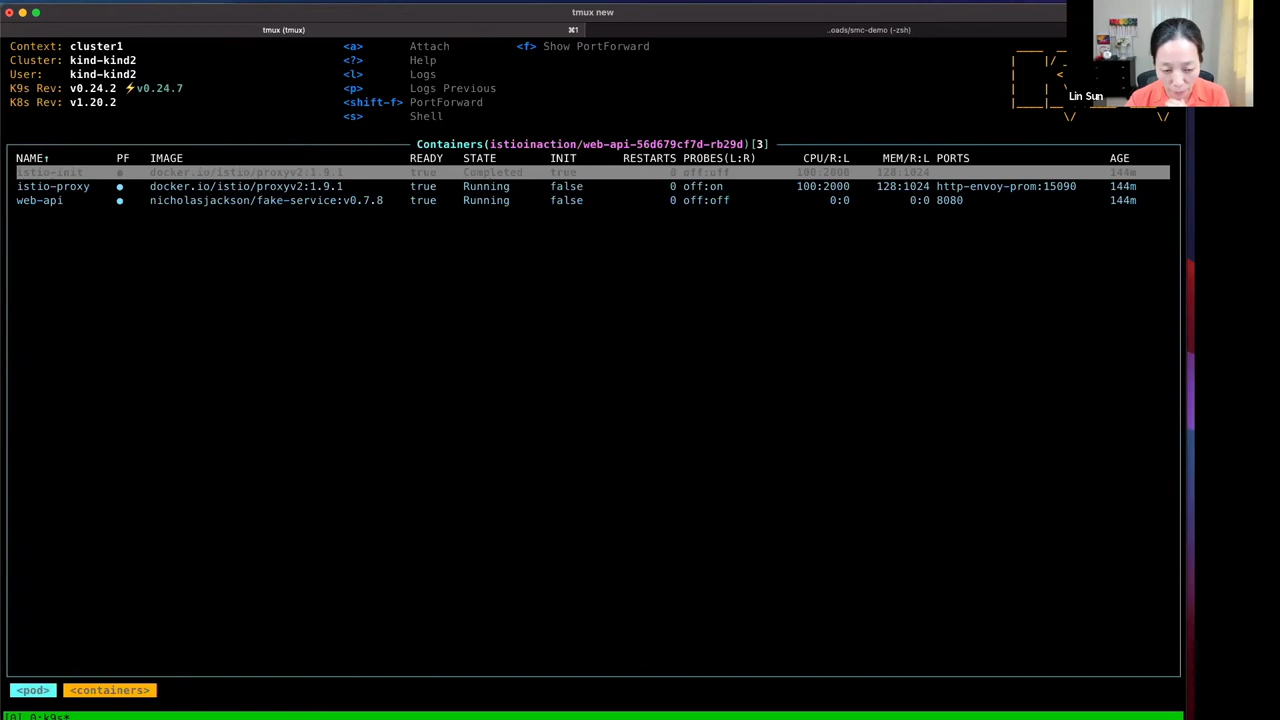 tmux new
tmux (tmux) ⌘1 ..oads/smc-demo (-zsh)
Context: cluster1 <a> Attach <f> Show PortForward
Cluster: kind-kind2 <?> Help
User: kind-kind2 <l> Logs
K9s Rev: v0.24.2 ⚡v0.24.7 <p> Logs Previous
K8s Rev: v1.20.2 <shift-f> PortForward
<s> Shell
Lin Sun
Containers(istioinaction/web-api-56d679cf7d-rb29d)[3]
NAME↑ PF IMAGE READY STATE INIT RESTARTS PROBES(L:R) CPU/R:L MEM/R:L PORTS AGE
istio-init ● docker.io/istio/proxyv2:1.9.1 true Completed true 0 off:off 100:2000 128:1024 144m
istio-proxy ● docker.io/istio/proxyv2:1.9.1 true Running false 0 off:on 100:2000 128:1024 http-envoy-prom:15090 144m
web-api ● nicholasjackson/fake-service:v0.7.8 true Running false 0 off:off 0:0 0:0 8080 144m
<pod> <containers>
[0] 0:k9s*